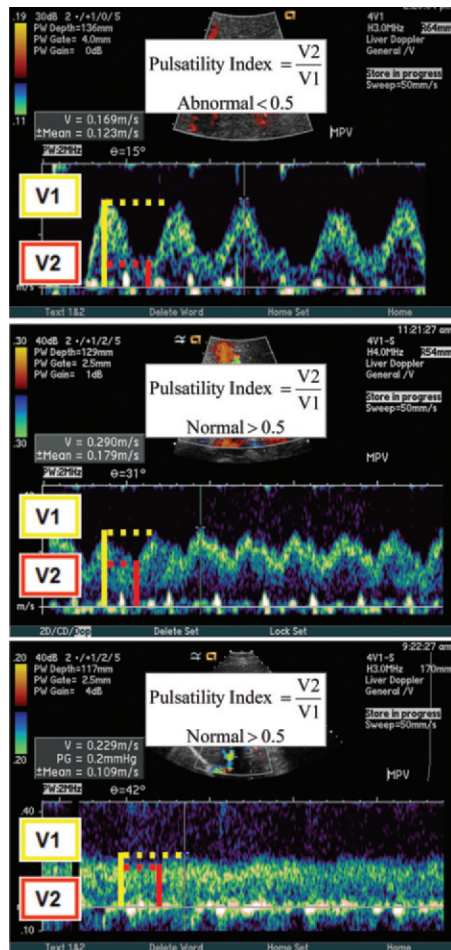 .19
30dB 2 ·/+1/0/5
PW Depth=136mm
PW Gate= 4.0mm
PW Gain= 0dB
.11
V = 0.169m/s
±Mean = 0.123m/s
PW:2MHz
θ=15°
4V1
H3.0MHz R64mm
Liver Doppler
General /V
Store in progress
Sweep=50mm/s
MPV
Pulsatility Index = V2/V1
Abnormal < 0.5
V1
V2
m/s
Text 1&2 Delete Word Home Set Home
11:21:27 am
.30
40dB 2 ·/+1/2/5
PW Depth=129mm
PW Gate= 2.5mm
PW Gain= 1dB
.30
V = 0.290m/s
±Mean = 0.179m/s
PW:2MHz
θ=31°
4V1-S
H4.0MHz R54mm
Liver Doppler
General /V
Store in progress
Sweep=50mm/s
MPV
Pulsatility Index = V2/V1
Normal > 0.5
V1
V2
m/s
2D/CD/Dop Delete Set Lock Set
9:22:27 am
.20
40dB 2 ·/+1/2/5
PW Depth=117mm
PW Gate= 2.5mm
PW Gain= 4dB
.20
V = 0.229m/s
PG = 0.2mmHg
±Mean = 0.109m/s
PW:2MHz
θ=42°
4V1-S
H3.0MHz 170mm
Liver Doppler
General /V
Store in progress
Sweep=50mm/s
MPV
Pulsatility Index = V2/V1
Normal > 0.5
.40
V1
V2
.10
Text 1&2 Delete Word Home Set Home